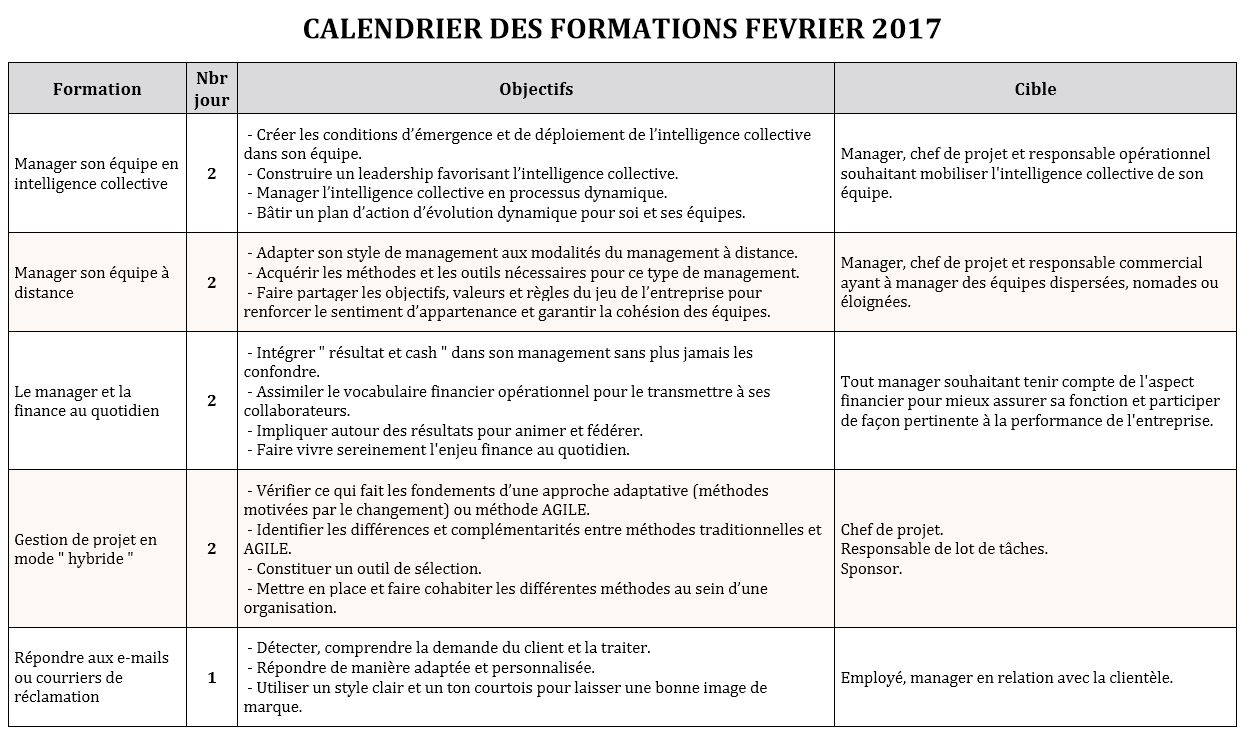 CALENDRIER DES FORMATIONS FEVRIER 2017
Formation
Nbr
jour
Objectifs
Cible
Manager son équipe en
intelligence collective
2
- Créer les conditions d’émergence et de déploiement de l’intelligence collective
dans son équipe.
- Construire un leadership favorisant l’intelligence collective.
- Manager l’intelligence collective en processus dynamique.
- Bâtir un plan d’action d’évolution dynamique pour soi et ses équipes.
Manager, chef de projet et responsable opérationnel
souhaitant mobiliser l'intelligence collective de son
équipe.
Manager son équipe à
distance
2
- Adapter son style de management aux modalités du management à distance.
- Acquérir les méthodes et les outils nécessaires pour ce type de management.
- Faire partager les objectifs, valeurs et règles du jeu de l’entreprise pour
renforcer le sentiment d’appartenance et garantir la cohésion des équipes.
Manager, chef de projet et responsable commercial
ayant à manager des équipes dispersées, nomades ou
éloignées.
Le manager et la
finance au quotidien
2
- Intégrer " résultat et cash " dans son management sans plus jamais les
confondre.
- Assimiler le vocabulaire financier opérationnel pour le transmettre à ses
collaborateurs.
- Impliquer autour des résultats pour animer et fédérer.
- Faire vivre sereinement l'enjeu finance au quotidien.
Tout manager souhaitant tenir compte de l'aspect
financier pour mieux assurer sa fonction et participer
de façon pertinente à la performance de l'entreprise.
Gestion de projet en
mode " hybride "
2
- Vérifier ce qui fait les fondements d’une approche adaptative (méthodes
motivées par le changement) ou méthode AGILE.
- Identifier les différences et complémentarités entre méthodes traditionnelles et
AGILE.
- Constituer un outil de sélection.
- Mettre en place et faire cohabiter les différentes méthodes au sein d’une
organisation.
Chef de projet.
Responsable de lot de tâches.
Sponsor.
Répondre aux e-mails
ou courriers de
réclamation
1
- Détecter, comprendre la demande du client et la traiter.
- Répondre de manière adaptée et personnalisée.
- Utiliser un style clair et un ton courtois pour laisser une bonne image de
marque.
Employé, manager en relation avec la clientèle.